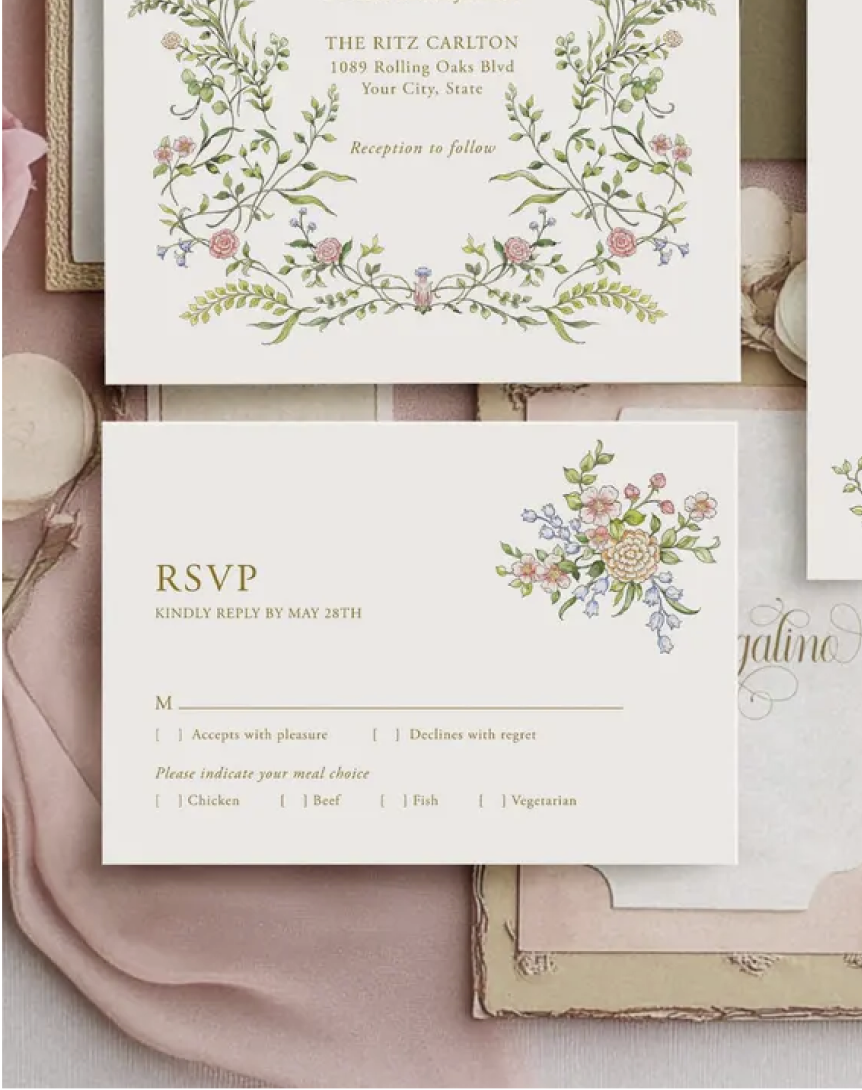 THE RITZ CARLTON
1089 Rolling Oaks Blvd
Your City, State
Reception to follow
RSVP
KINDLY REPLY BY MAY 28TH
M
[ ] Accepts with pleasure [ ] Declines with regret
Please indicate your meal choice
[ ] Chicken [ ] Beef [ ] Fish [ ] Vegetarian